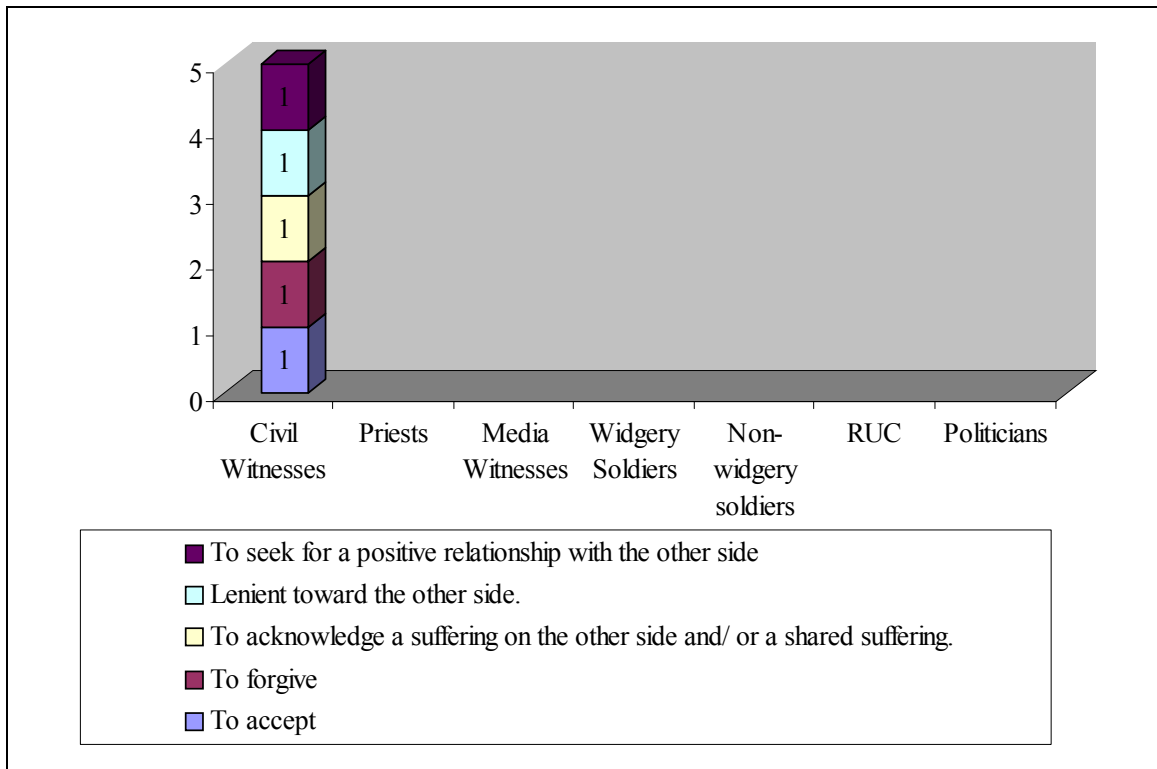 5
4
3
2
1
0
1
1
1
1
1
Civil Witnesses
Priests
Media Witnesses
Widgery Soldiers
Non-widgery soldiers
RUC
Politicians
To seek for a positive relationship with the other side
Lenient toward the other side.
To acknowledge a suffering on the other side and/ or a shared suffering.
To forgive
To accept